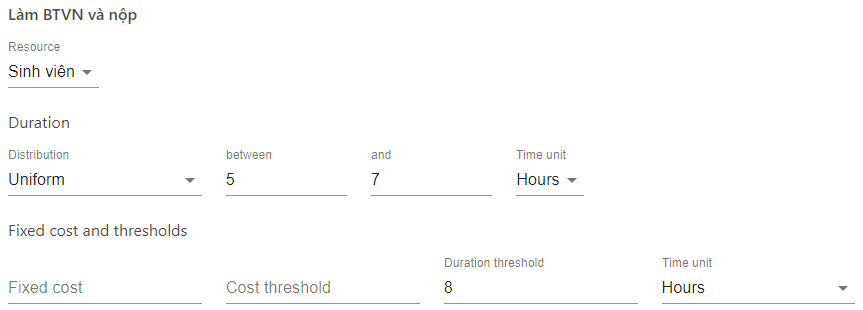 Làm BTVN và nộp
Resource
Sinh viên
Duration
Distribution between and Time unit
Uniform 5 7 Hours
Fixed cost and thresholds
Duration threshold Time unit
Fixed cost Cost threshold 8 Hours